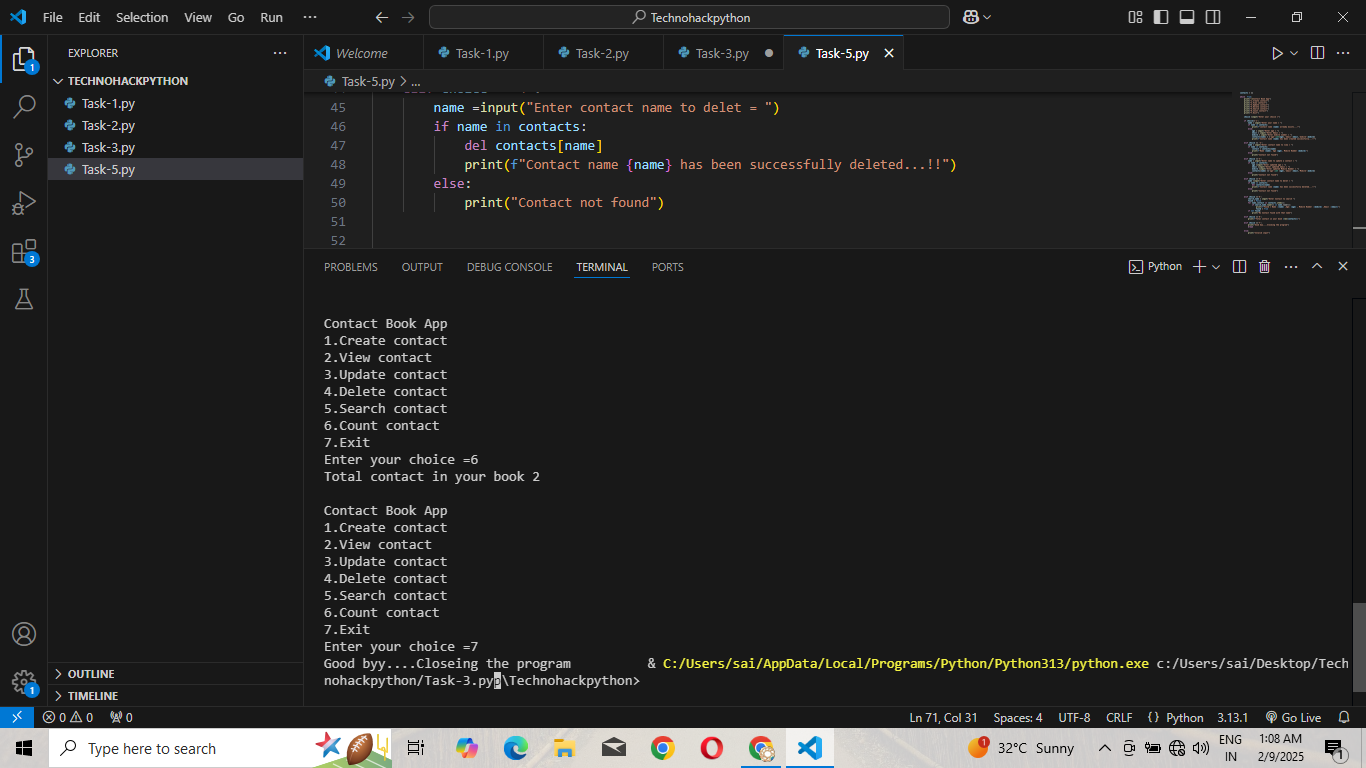 File Edit Selection View Go Run ... Technohackpython
EXPLORER
TECHNOHACKPYTHON
Task-1.py
Task-2.py
Task-3.py
Task-5.py
OUTLINE
TIMELINE
1
3
1
Welcome Task-1.py Task-2.py Task-3.py Task-5.py
Task-5.py > ...
45 name =input("Enter contact name to delet = ")
46 if name in contacts:
47 del contacts[name]
48 print(f"Contact name {name} has been successfully deleted...!!")
49 else:
50 print("Contact not found")
51
52
PROBLEMS OUTPUT DEBUG CONSOLE TERMINAL PORTS Python
Contact Book App
1.Create contact
2.View contact
3.Update contact
4.Delete contact
5.Search contact
6.Count contact
7.Exit
Enter your choice =6
Total contact in your book 2
Contact Book App
1.Create contact
2.View contact
3.Update contact
4.Delete contact
5.Search contact
6.Count contact
7.Exit
Enter your choice =7
Good byy....Closeing the program & C:/Users/sai/AppData/Local/Programs/Python/Python313/python.exe c:/Users/sai/Desktop/Tech
nohackpython/Task-3.pyp\Technohackpython>
0 0 0 Ln 71, Col 31 Spaces: 4 UTF-8 CRLF {} Python 3.13.1 Go Live
Type here to search 1 32°C Sunny ENG IN 1:08 AM 2/9/2025 1